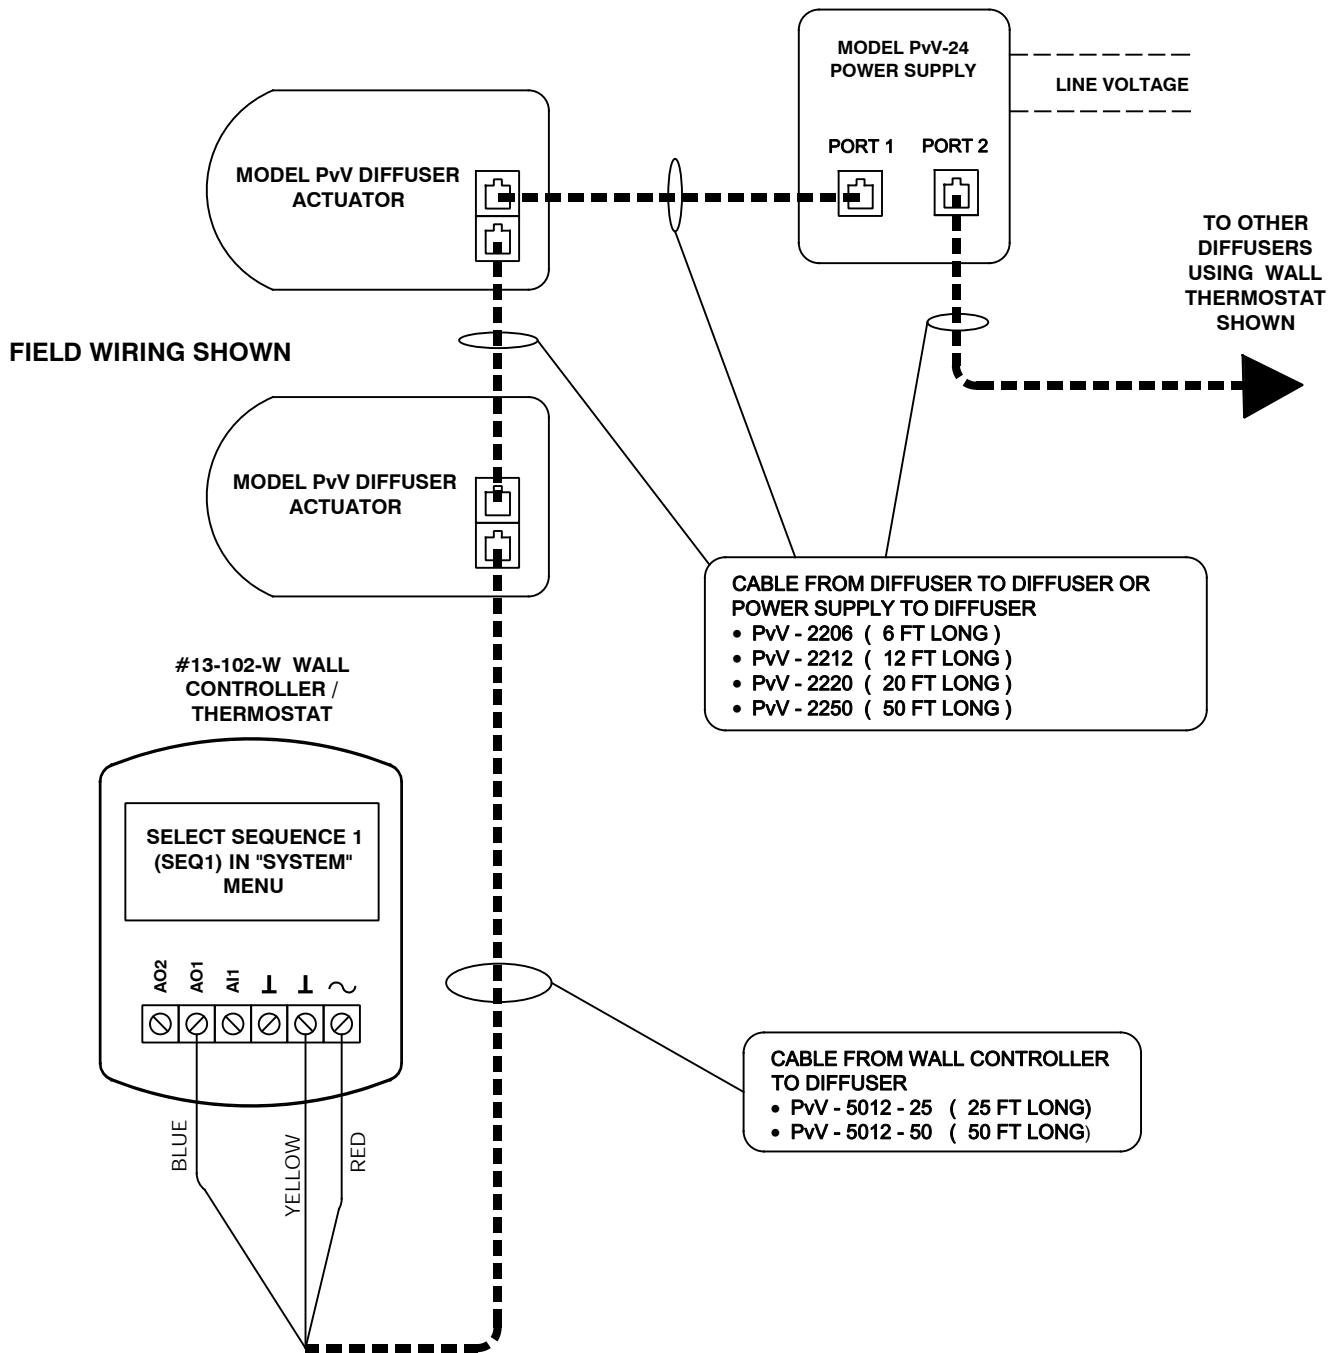 MODEL PvV-24
POWER SUPPLY
LINE VOLTAGE
PORT 1
PORT 2
MODEL PvV DIFFUSER
ACTUATOR
TO OTHER
DIFFUSERS
USING WALL
THERMOSTAT
SHOWN
FIELD WIRING SHOWN
MODEL PvV DIFFUSER
ACTUATOR
CABLE FROM DIFFUSER TO DIFFUSER OR
POWER SUPPLY TO DIFFUSER
• PvV - 2206 ( 6 FT LONG )
• PvV - 2212 ( 12 FT LONG )
• PvV - 2220 ( 20 FT LONG )
• PvV - 2250 ( 50 FT LONG )
#13-102-W WALL
CONTROLLER /
THERMOSTAT
SELECT SEQUENCE 1
(SEQ1) IN "SYSTEM"
MENU
AO2
AO1
AI1
CABLE FROM WALL CONTROLLER
TO DIFFUSER
• PvV - 5012 - 25 ( 25 FT LONG)
• PvV - 5012 - 50 ( 50 FT LONG)
BLUE
YELLOW
RED